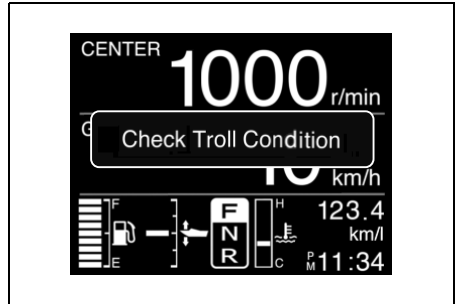 CENTER
1000 r/min
G
Check Troll Condition
km/h
F
E
F
N
R
H
C
123.4
km/l
PM 11:34